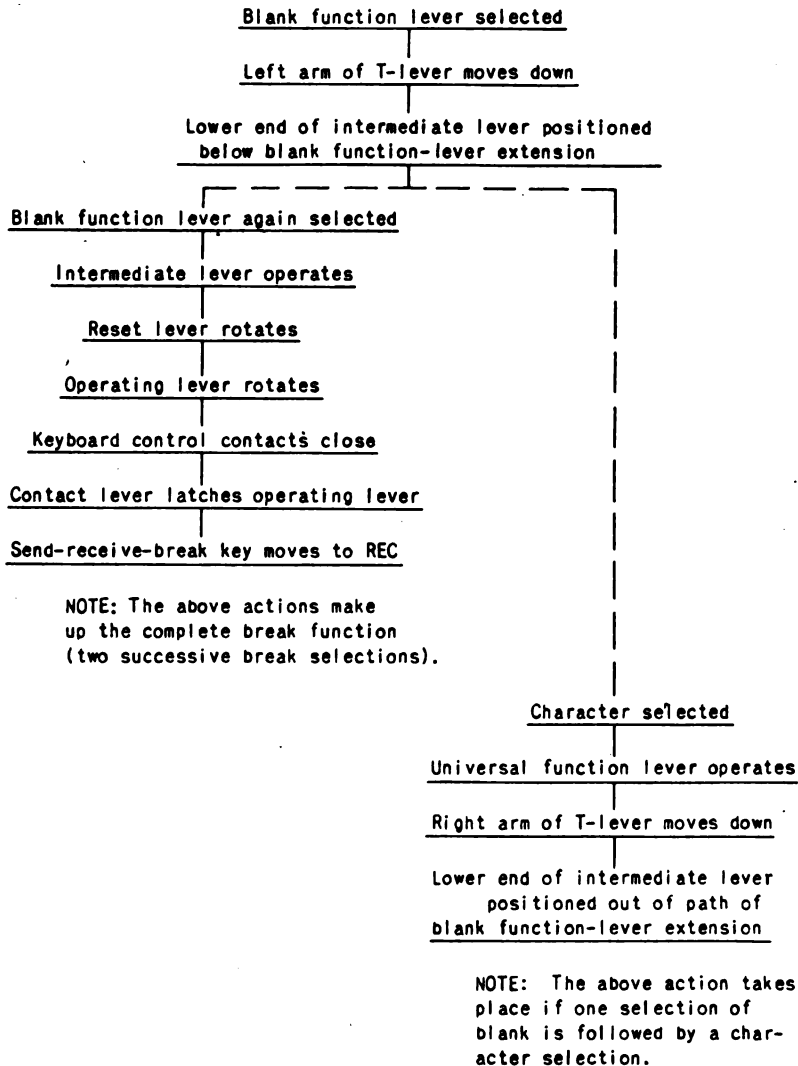 Blank function lever selected
Left arm of T-lever moves down
Lower end of intermediate lever positioned
below blank function-lever extension
Blank function lever again selected
Intermediate lever operates
Reset lever rotates
Operating lever rotates
Keyboard control contacts close
Contact lever latches operating lever
Send-receive-break key moves to REC
NOTE: The above actions make
up the complete break function
(two successive break selections).
Character selected
Universal function lever operates
Right arm of T-lever moves down
Lower end of intermediate lever
positioned out of path of
blank function-lever extension
NOTE: The above action takes
place if one selection of
blank is followed by a char-
acter selection.